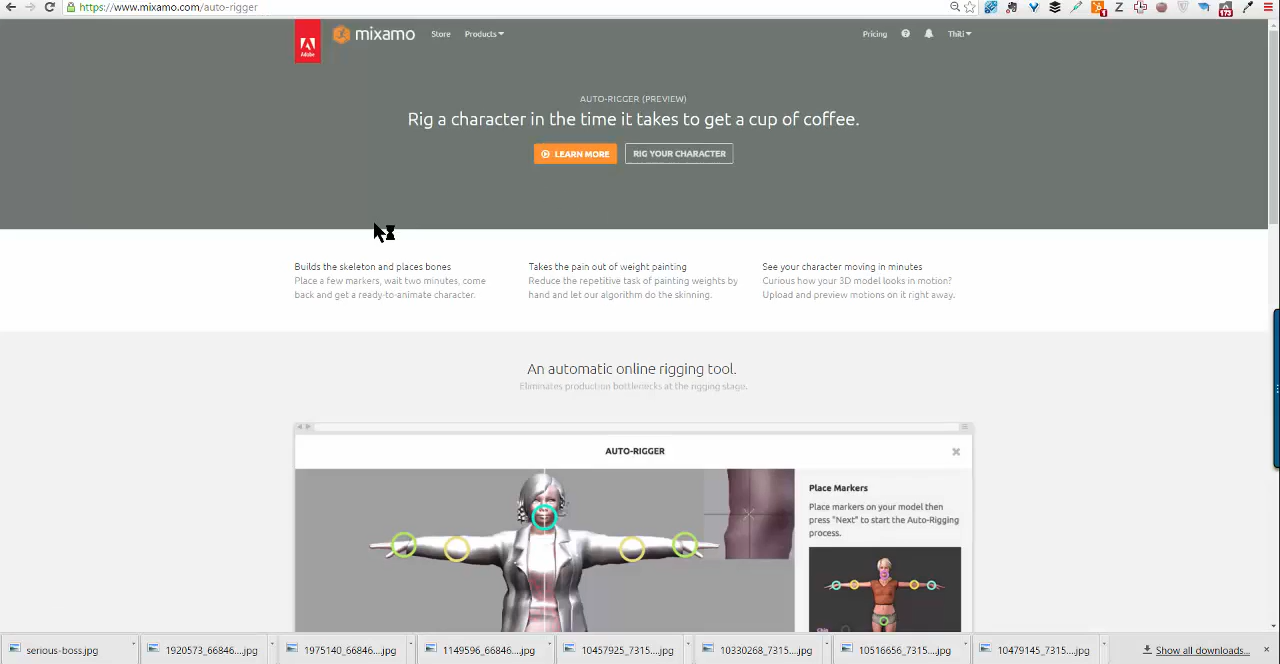 https://www.mixamo.com/auto-rigger
Adobe
mixamo Store Products Pricing Thiti
AUTO-RIGGER (PREVIEW)
Rig a character in the time it takes to get a cup of coffee.
LEARN MORE RIG YOUR CHARACTER
Builds the skeleton and places bones
Place a few markers, wait two minutes, come
back and get a ready-to-animate character.
Takes the pain out of weight painting
Reduce the repetitive task of painting weights by
hand and let our algorithm do the skinning.
See your character moving in minutes
Curious how your 3D model looks in motion?
Upload and preview motions on it right away.
An automatic online rigging tool.
Eliminates production bottlenecks at the rigging stage.
AUTO-RIGGER
Place Markers
Place markers on your model then
press "Next" to start the Auto-Rigging
process.
serious-boss.jpg 1920573_66846....jpg 1975140_66846....jpg 1149596_66846....jpg 10457925_7315....jpg 10330268_7315....jpg 10516656_7315....jpg 10479145_7315....jpg Show all downloads...